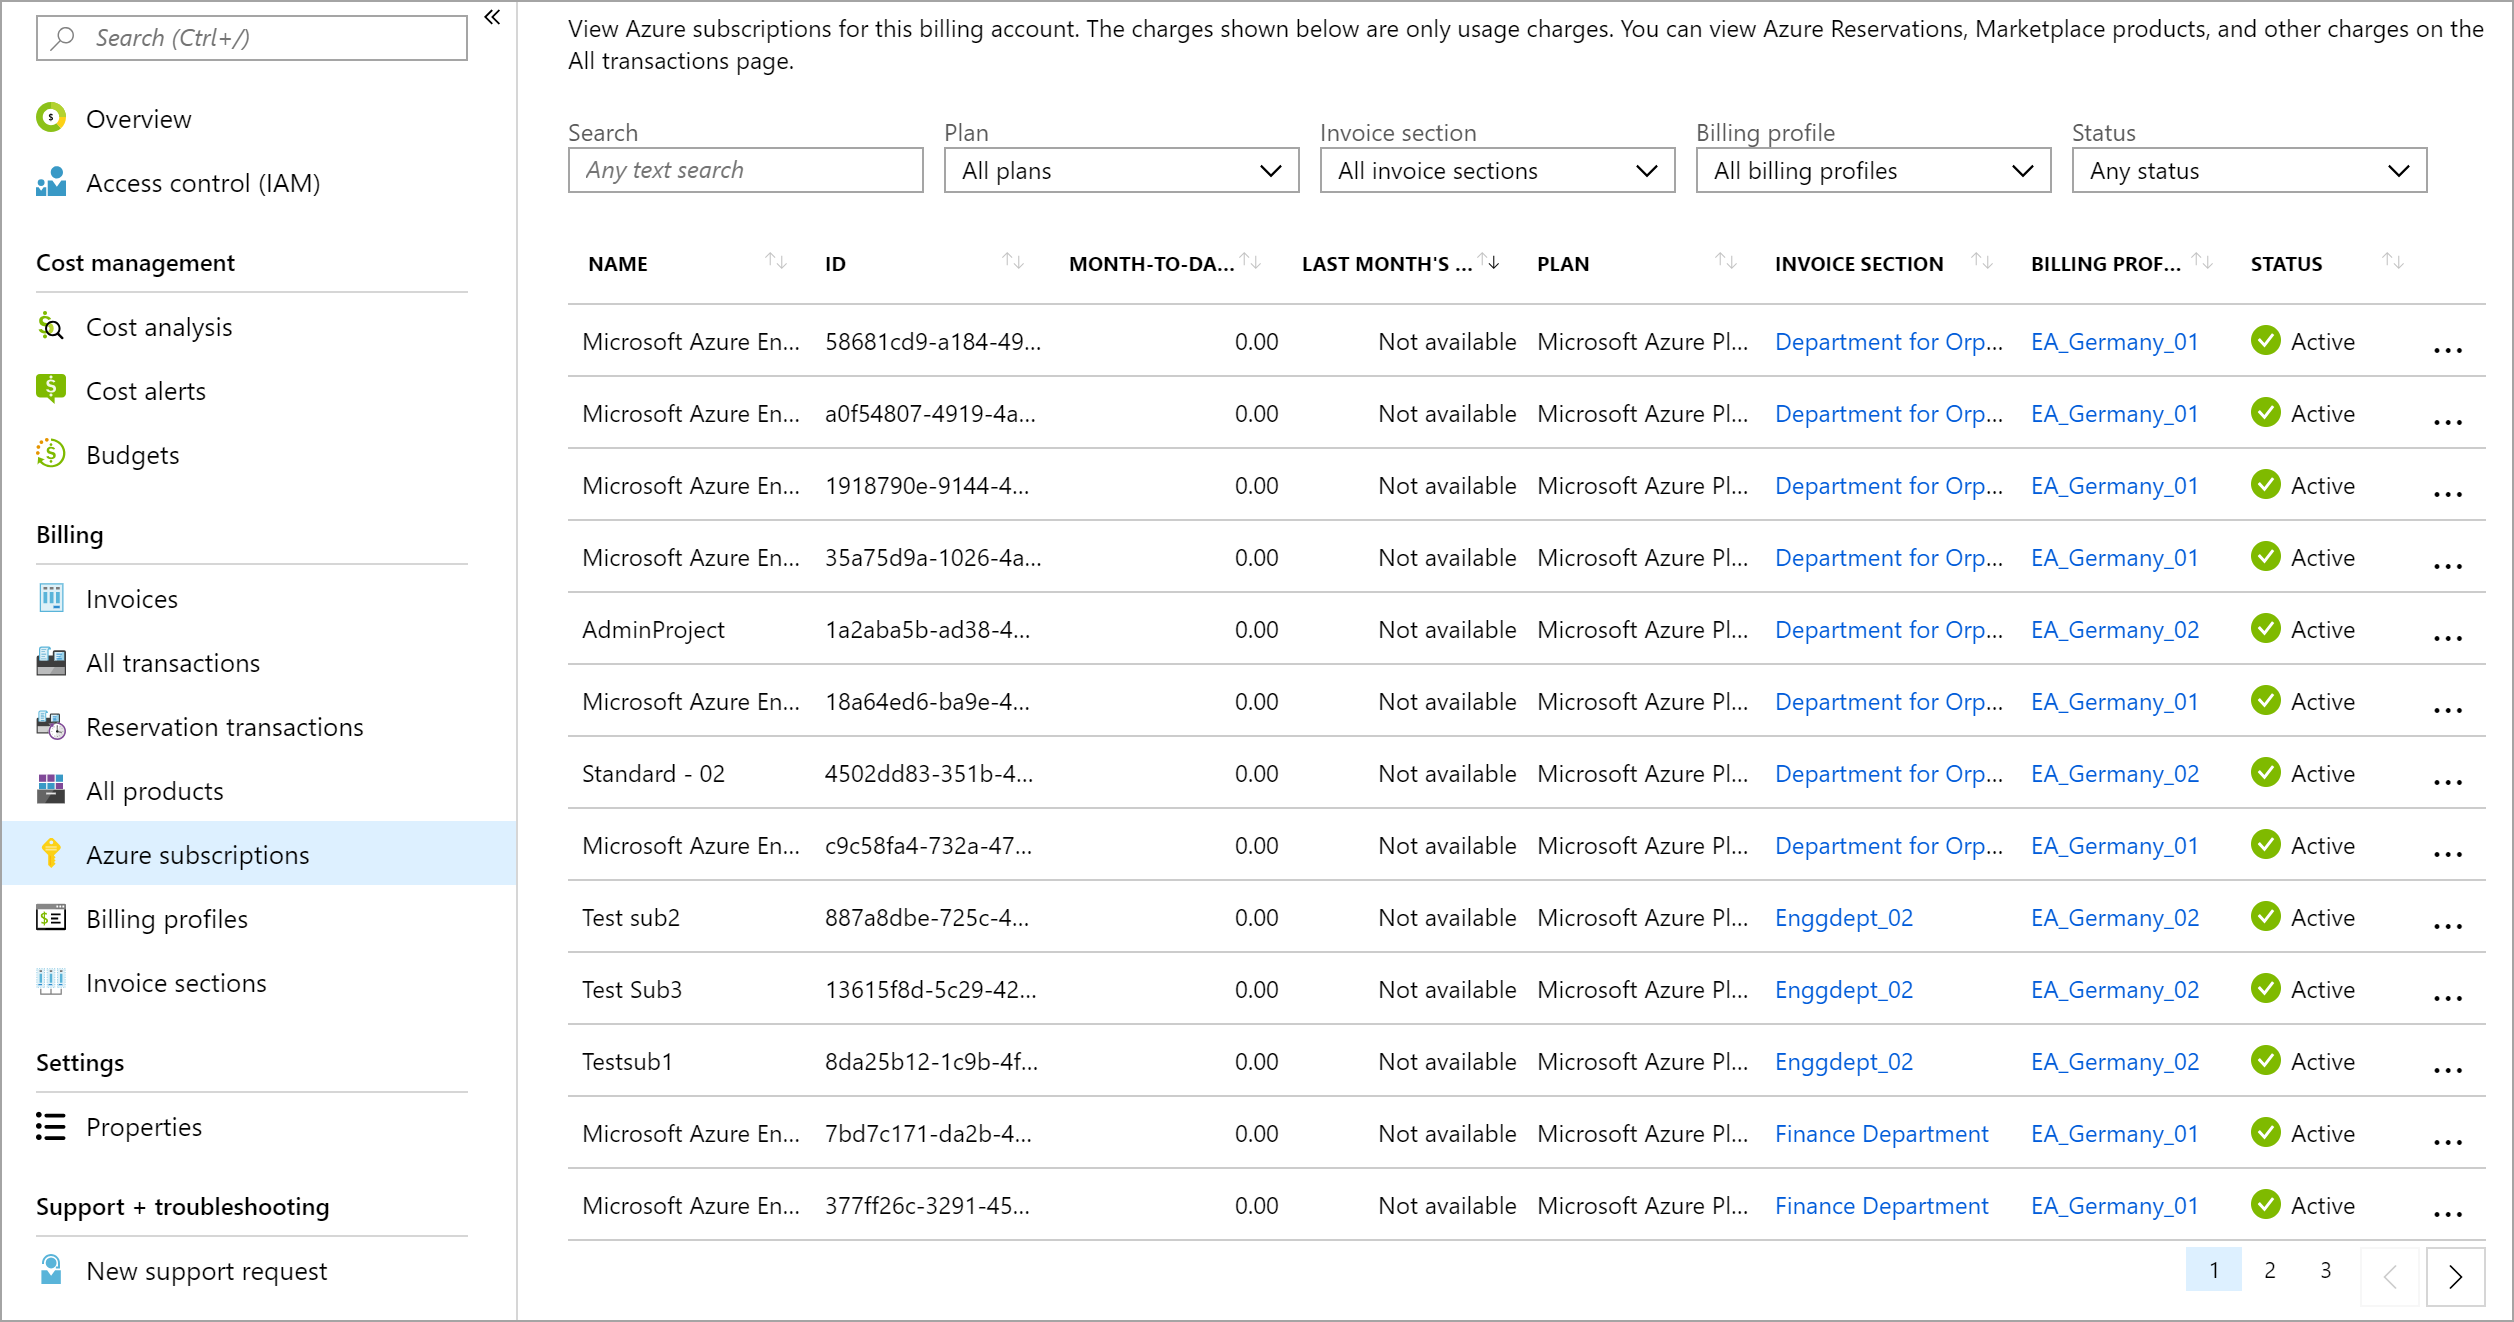 Search (Ctrl+/)
«
Overview
Access control (IAM)
Cost management
Cost analysis
Cost alerts
Budgets
Billing
Invoices
All transactions
Reservation transactions
All products
Azure subscriptions
Billing profiles
Invoice sections
Settings
Properties
Support + troubleshooting
New support request
View Azure subscriptions for this billing account. The charges shown below are only usage charges. You can view Azure Reservations, Marketplace products, and other charges on the
All transactions page.
Search Plan Invoice section Billing profile Status
Any text search All plans All invoice sections All billing profiles Any status
NAME ID MONTH-TO-DA... LAST MONTH'S ... PLAN INVOICE SECTION BILLING PROF... STATUS
Microsoft Azure En... 58681cd9-a184-49... 0.00 Not available Microsoft Azure Pl... Department for Orp... EA_Germany_01 Active ...
Microsoft Azure En... a0f54807-4919-4a... 0.00 Not available Microsoft Azure Pl... Department for Orp... EA_Germany_01 Active ...
Microsoft Azure En... 1918790e-9144-4... 0.00 Not available Microsoft Azure Pl... Department for Orp... EA_Germany_01 Active ...
Microsoft Azure En... 35a75d9a-1026-4a... 0.00 Not available Microsoft Azure Pl... Department for Orp... EA_Germany_01 Active ...
AdminProject 1a2aba5b-ad38-4... 0.00 Not available Microsoft Azure Pl... Department for Orp... EA_Germany_02 Active ...
Microsoft Azure En... 18a64ed6-ba9e-4... 0.00 Not available Microsoft Azure Pl... Department for Orp... EA_Germany_01 Active ...
Standard - 02 4502dd83-351b-4... 0.00 Not available Microsoft Azure Pl... Department for Orp... EA_Germany_02 Active ...
Microsoft Azure En... c9c58fa4-732a-47... 0.00 Not available Microsoft Azure Pl... Department for Orp... EA_Germany_01 Active ...
Test sub2 887a8dbe-725c-4... 0.00 Not available Microsoft Azure Pl... Enggdept_02 EA_Germany_02 Active ...
Test Sub3 13615f8d-5c29-42... 0.00 Not available Microsoft Azure Pl... Enggdept_02 EA_Germany_02 Active ...
Testsub1 8da25b12-1c9b-4f... 0.00 Not available Microsoft Azure Pl... Enggdept_02 EA_Germany_02 Active ...
Microsoft Azure En... 7bd7c171-da2b-4... 0.00 Not available Microsoft Azure Pl... Finance Department EA_Germany_01 Active ...
Microsoft Azure En... 377ff26c-3291-45... 0.00 Not available Microsoft Azure Pl... Finance Department EA_Germany_01 Active ...
1 2 3